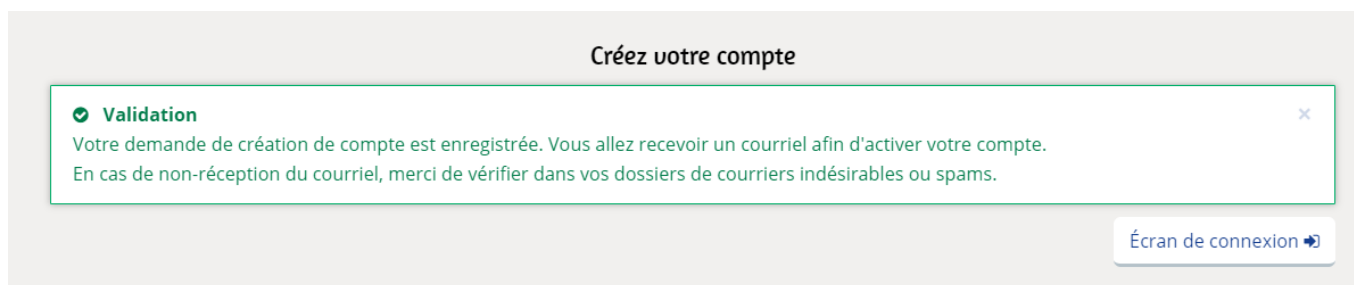 Créez votre compte
Validation
Votre demande de création de compte est enregistrée. Vous allez recevoir un courriel afin d'activer votre compte.
En cas de non-réception du courriel, merci de vérifier dans vos dossiers de courriers indésirables ou spams.
Écran de connexion